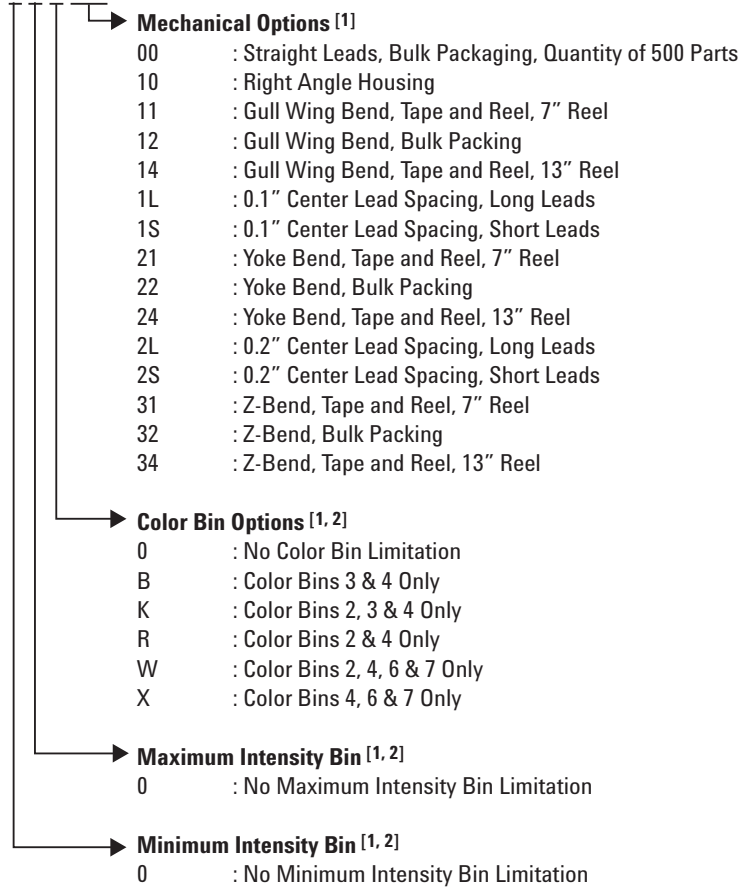 Mechanical Options [1]
00 : Straight Leads, Bulk Packaging, Quantity of 500 Parts
10 : Right Angle Housing
11 : Gull Wing Bend, Tape and Reel, 7” Reel
12 : Gull Wing Bend, Bulk Packing
14 : Gull Wing Bend, Tape and Reel, 13” Reel
1L : 0.1” Center Lead Spacing, Long Leads
1S : 0.1” Center Lead Spacing, Short Leads
21 : Yoke Bend, Tape and Reel, 7” Reel
22 : Yoke Bend, Bulk Packing
24 : Yoke Bend, Tape and Reel, 13” Reel
2L : 0.2” Center Lead Spacing, Long Leads
2S : 0.2” Center Lead Spacing, Short Leads
31 : Z-Bend, Tape and Reel, 7” Reel
32 : Z-Bend, Bulk Packing
34 : Z-Bend, Tape and Reel, 13” Reel
Color Bin Options [1, 2]
0 : No Color Bin Limitation
B : Color Bins 3 & 4 Only
K : Color Bins 2, 3 & 4 Only
R : Color Bins 2 & 4 Only
W : Color Bins 2, 4, 6 & 7 Only
X : Color Bins 4, 6 & 7 Only
Maximum Intensity Bin [1, 2]
0 : No Maximum Intensity Bin Limitation
Minimum Intensity Bin [1, 2]
0 : No Minimum Intensity Bin Limitation